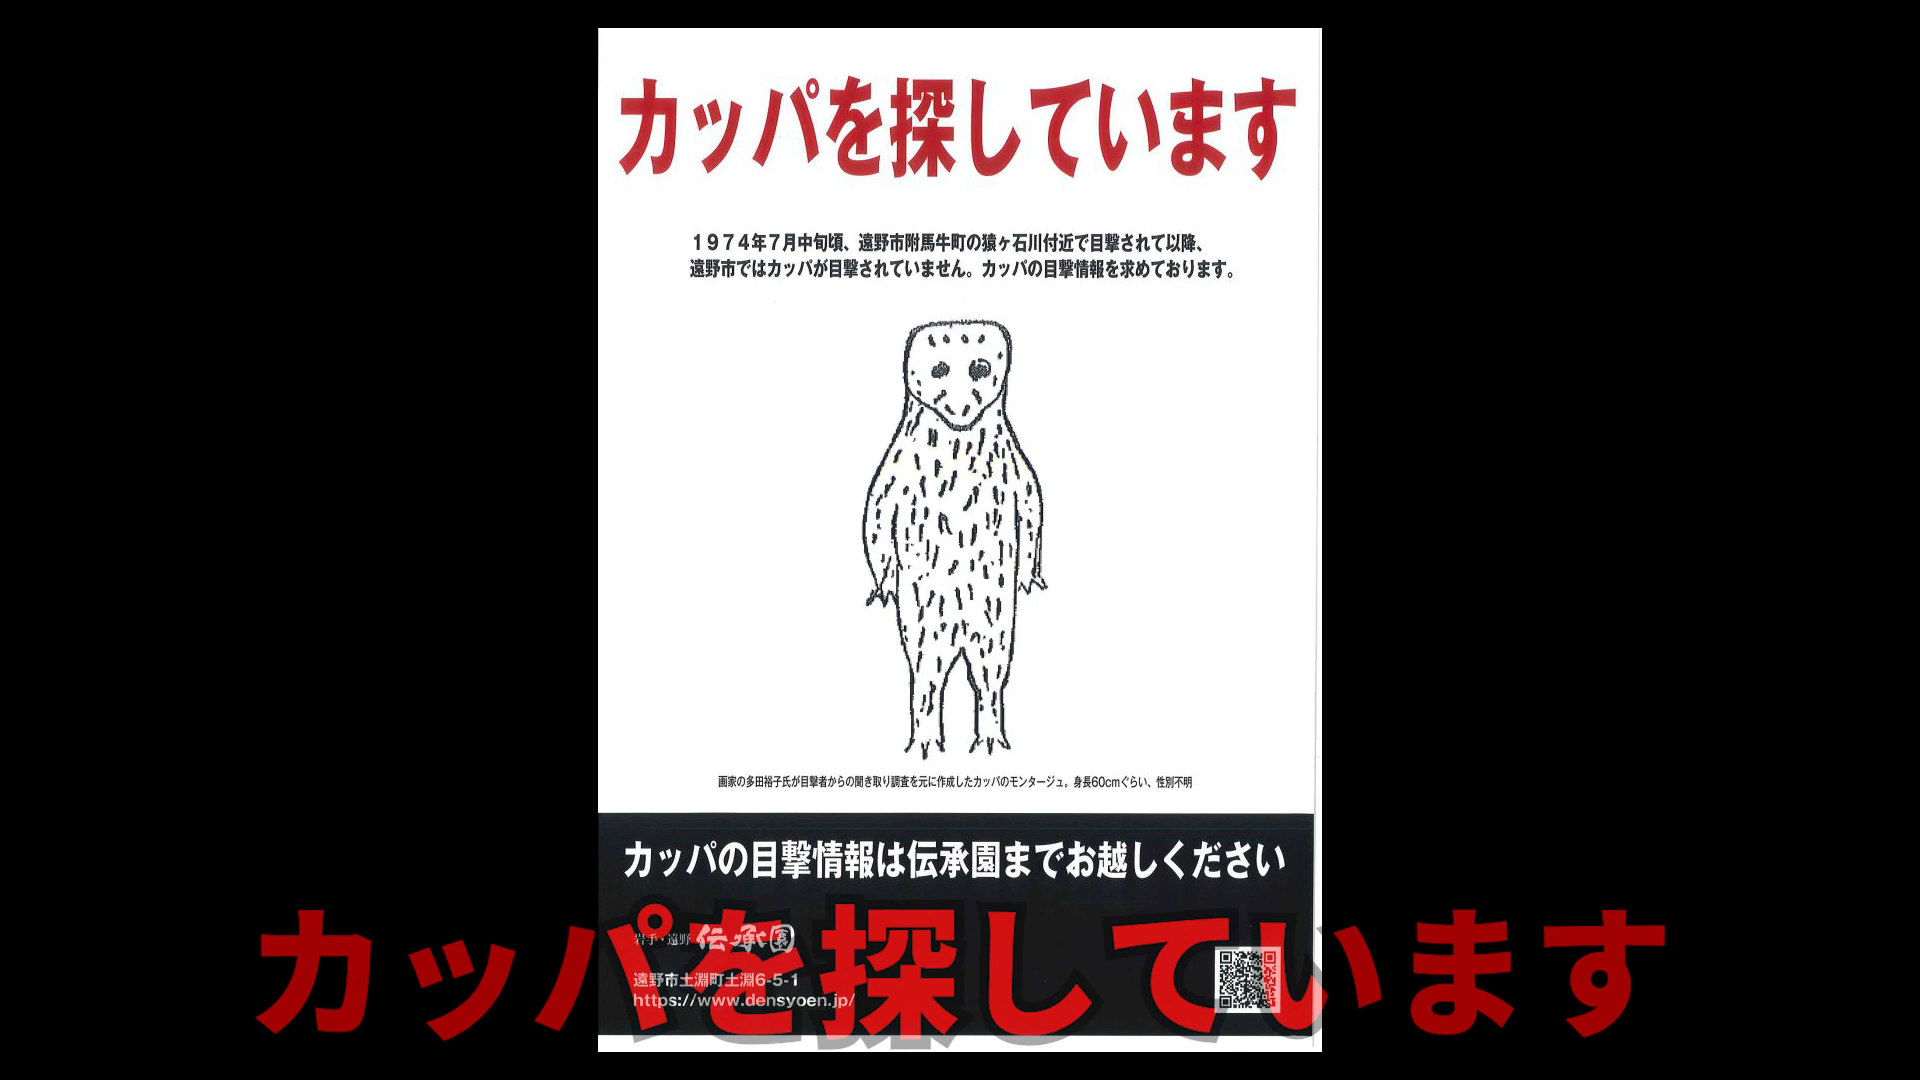 カッパを探しています
１９７４年７月中旬頃、遠野市附馬牛町の猿ヶ石川付近で目撃されて以降、
遠野市ではカッパが目撃されていません。カッパの目撃情報を求めております。
画家の多田裕子氏が目撃者からの聞き取り調査を元に作成したカッパのモンタージュ。身長60cmぐらい、性別不明
カッパの目撃情報は伝承園までお越しください
岩手・遠野 伝承園
遠野市土淵町土淵6-5-1
https://www.densyoen.jp/
カッパを探しています